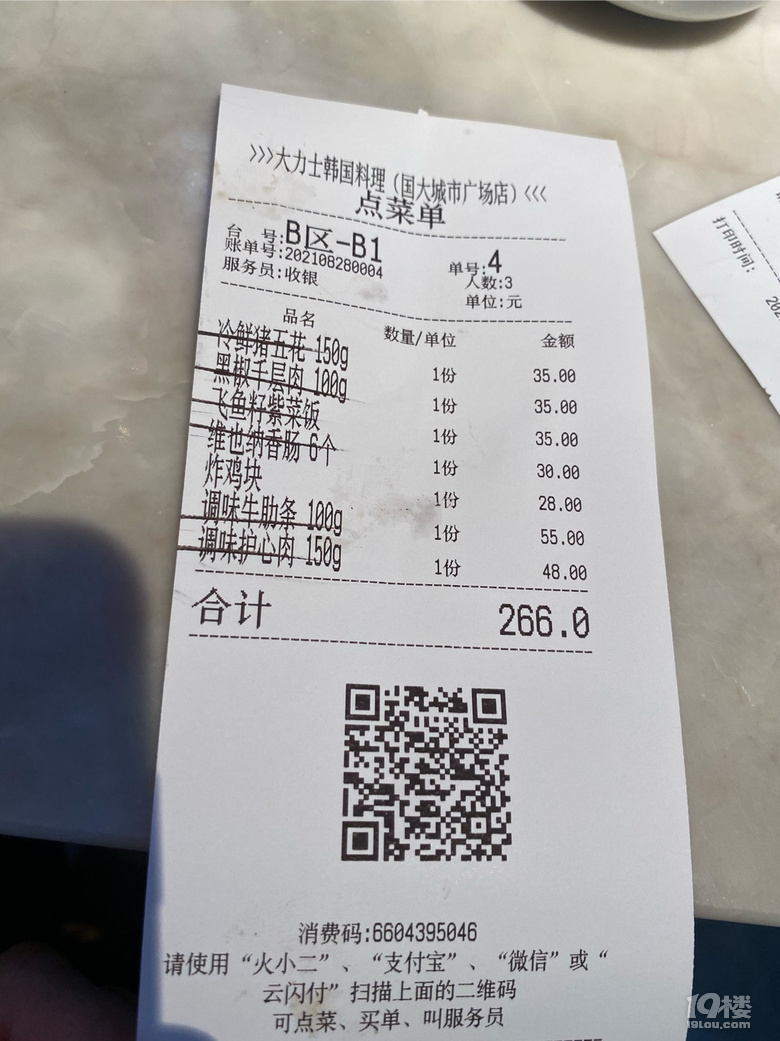 >>>大力士韩国料理（国大城市广场店）<<<
点菜单
台 号:B区-B1 单号:4
账单号:202108280004 人数:3
服务员:收银 单位:元
品名 数量/单位 金额
冷鲜猪五花 150g 1份 35.00
黑椒千层肉 100g 1份 35.00
飞鱼籽紫菜饭 1份 35.00
维也纳香肠 6个 1份 30.00
炸鸡块 1份 28.00
调味牛肋条 100g 1份 55.00
调味护心肉 150g 1份 48.00
合计 266.0
消费码:6604395046
请使用“火小二”、“支付宝”、“微信”或“
云闪付”扫描上面的二维码
可点菜、买单、叫服务员
打印时间:
19楼
19lou.com